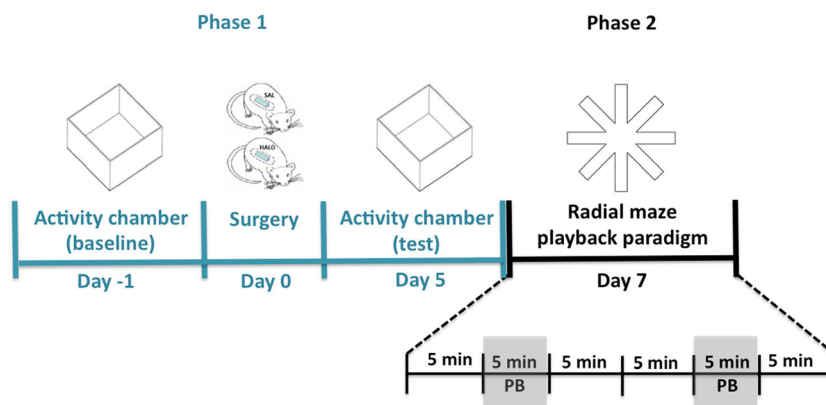 Phase 1
Phase 2
SAL
HALO
Activity chamber
(baseline)
Surgery
Activity chamber
(test)
Radial maze
playback paradigm
Day -1
Day 0
Day 5
Day 7
5 min
5 min
5 min
5 min
5 min
5 min
PB
PB